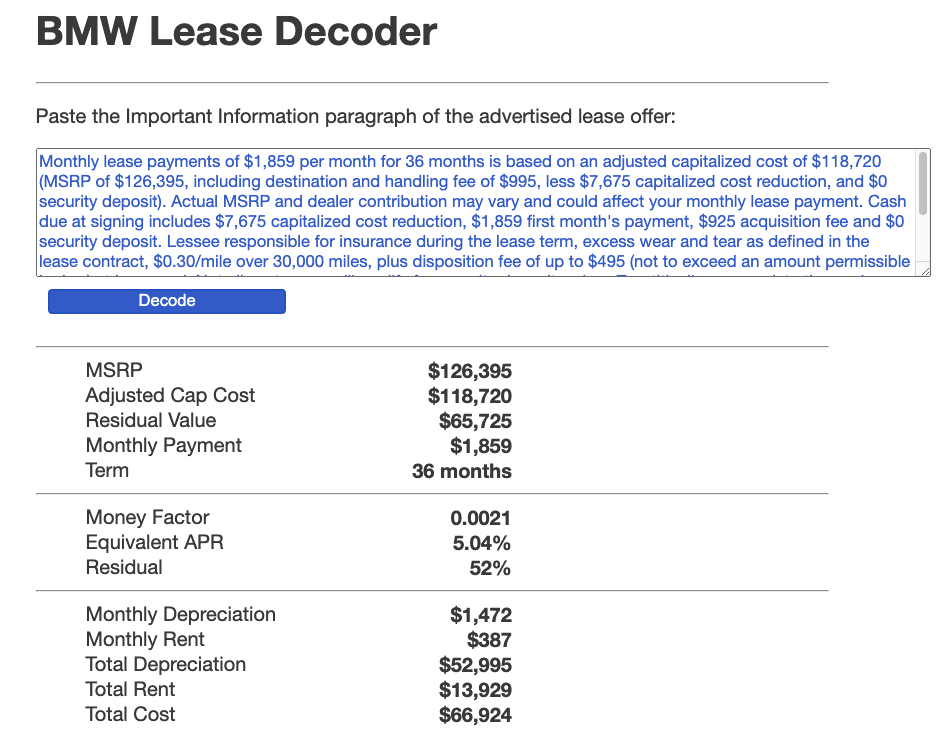 BMW Lease Decoder
Paste the Important Information paragraph of the advertised lease offer:
Monthly lease payments of $1,859 per month for 36 months is based on an adjusted capitalized cost of $118,720
(MSRP of $126,395, including destination and handling fee of $995, less $7,675 capitalized cost reduction, and $0
security deposit). Actual MSRP and dealer contribution may vary and could affect your monthly lease payment. Cash
due at signing includes $7,675 capitalized cost reduction, $1,859 first month's payment, $925 acquisition fee and $0
security deposit. Lessee responsible for insurance during the lease term, excess wear and tear as defined in the
lease contract, $0.30/mile over 30,000 miles, plus disposition fee of up to $495 (not to exceed an amount permissible
Decode
MSRP $126,395
Adjusted Cap Cost $118,720
Residual Value $65,725
Monthly Payment $1,859
Term 36 months
Money Factor 0.0021
Equivalent APR 5.04%
Residual 52%
Monthly Depreciation $1,472
Monthly Rent $387
Total Depreciation $52,995
Total Rent $13,929
Total Cost $66,924